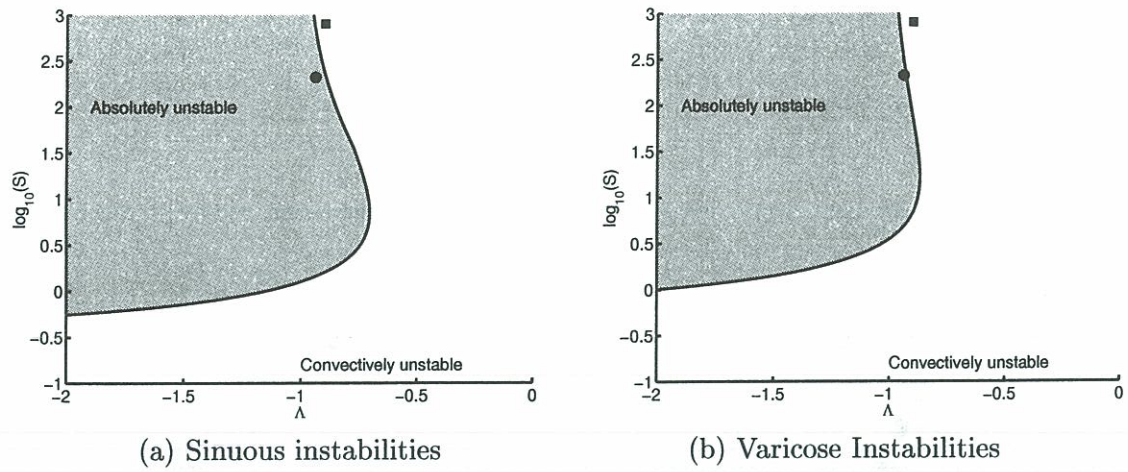 3
2.5
2
1.5
1
0.5
0
−0.5
−1
log10(S)
Absolutely unstable
Convectively unstable
−2
−1.5
−1
−0.5
0
Λ
(a) Sinuous instabilities
3
2.5
2
1.5
1
0.5
0
−0.5
−1
log10(S)
Absolutely unstable
Convectively unstable
−2
−1.5
−1
−0.5
0
Λ
(b) Varicose Instabilities